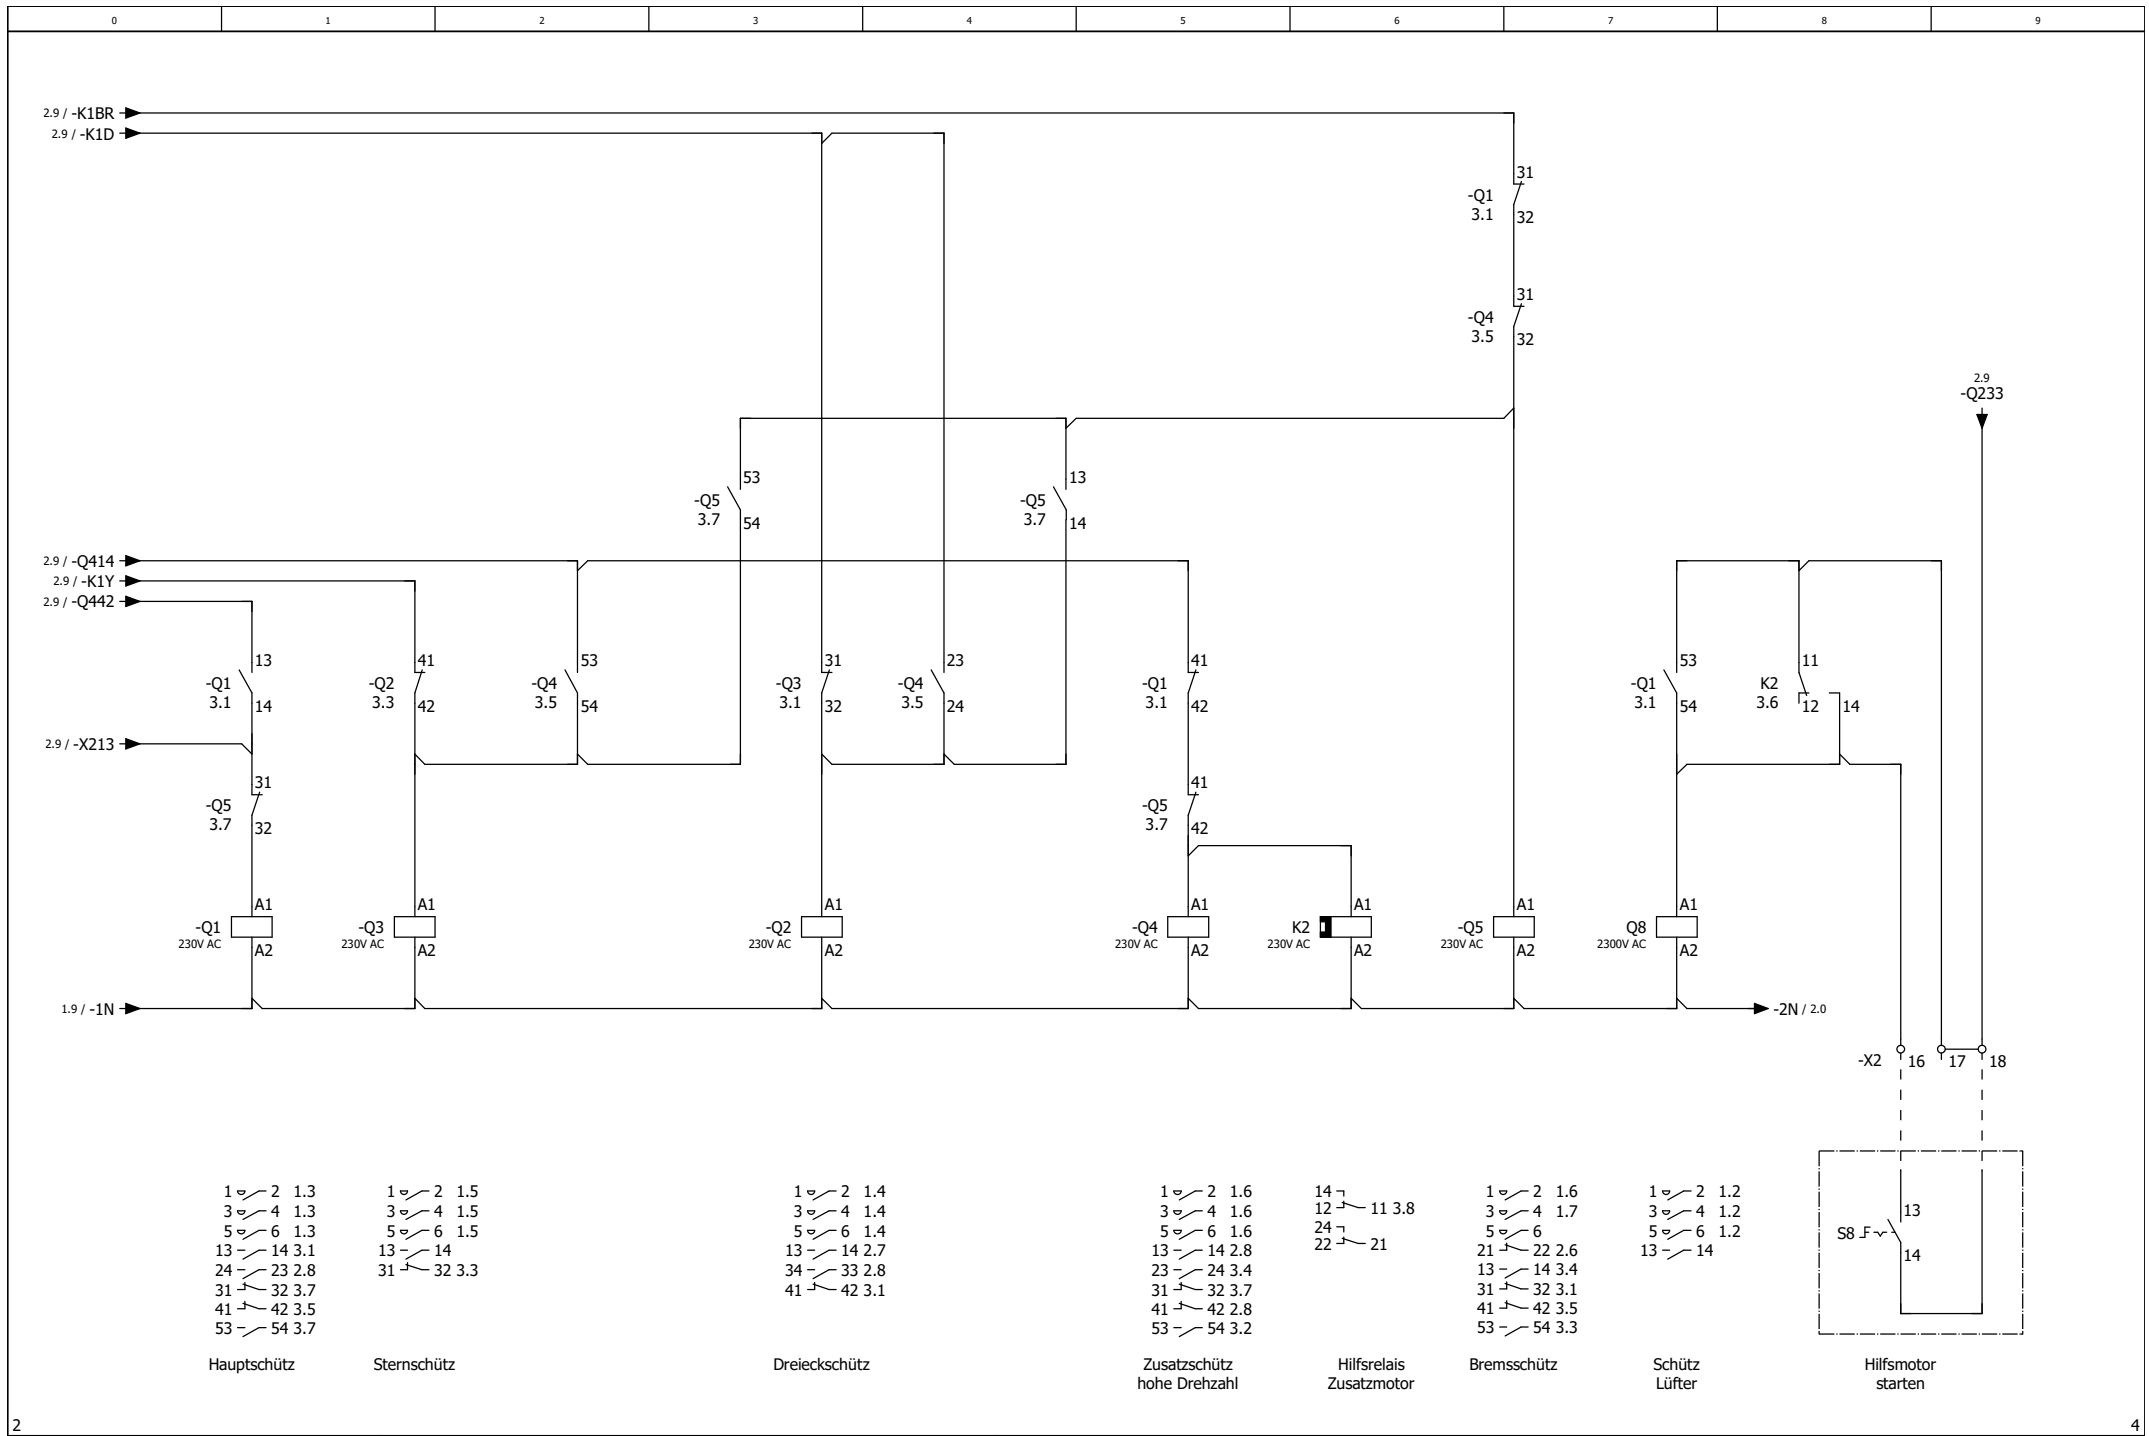 0 1 2 3 4 5 6 7 8 9
2.9 / -K1BR
2.9 / -K1D
31
-Q1
3.1
32
31
-Q4
3.5
32
2.9
-Q233
53
-Q5
3.7
54
13
-Q5
3.7
14
2.9 / -Q414
2.9 / -K1Y
2.9 / -Q442
13
-Q1
3.1
14
41
-Q2
3.3
42
53
-Q4
3.5
54
31
-Q3
3.1
32
23
-Q4
3.5
24
41
-Q1
3.1
42
53
-Q1
3.1
54
11
K2
3.6
12
14
2.9 / -X213
31
-Q5
3.7
32
41
-Q5
3.7
42
A1
-Q1
230V AC
A2
A1
-Q3
230V AC
A2
A1
-Q2
230V AC
A2
A1
-Q4
230V AC
A2
A1
K2
230V AC
A2
A1
-Q5
230V AC
A2
A1
Q8
2300V AC
A2
1.9 / -1N
-2N / 2.0
-X2 16 17 18
1 2 1.3
3 4 1.3
5 6 1.3
13 14 3.1
24 23 2.8
31 32 3.7
41 42 3.5
53 54 3.7
Hauptschütz
1 2 1.5
3 4 1.5
5 6 1.5
13 14
31 32 3.3
Sternschütz
1 2 1.4
3 4 1.4
5 6 1.4
13 14 2.7
34 33 2.8
41 42 3.1
Dreieckschütz
1 2 1.6
3 4 1.6
5 6 1.6
13 14 2.8
23 24 3.4
31 32 3.7
41 42 2.8
53 54 3.2
Zusatzschütz
hohe Drehzahl
14
12 11 3.8
24
22 21
Hilfsrelais
Zusatzmotor
1 2 1.6
3 4 1.7
5 6
21 22 2.6
13 14 3.4
31 32 3.1
41 42 3.5
53 54 3.3
Bremsschütz
1 2 1.2
3 4 1.2
5 6 1.2
13 14
Schütz
Lüfter
13
S8
14
Hilfsmotor
starten
2
4